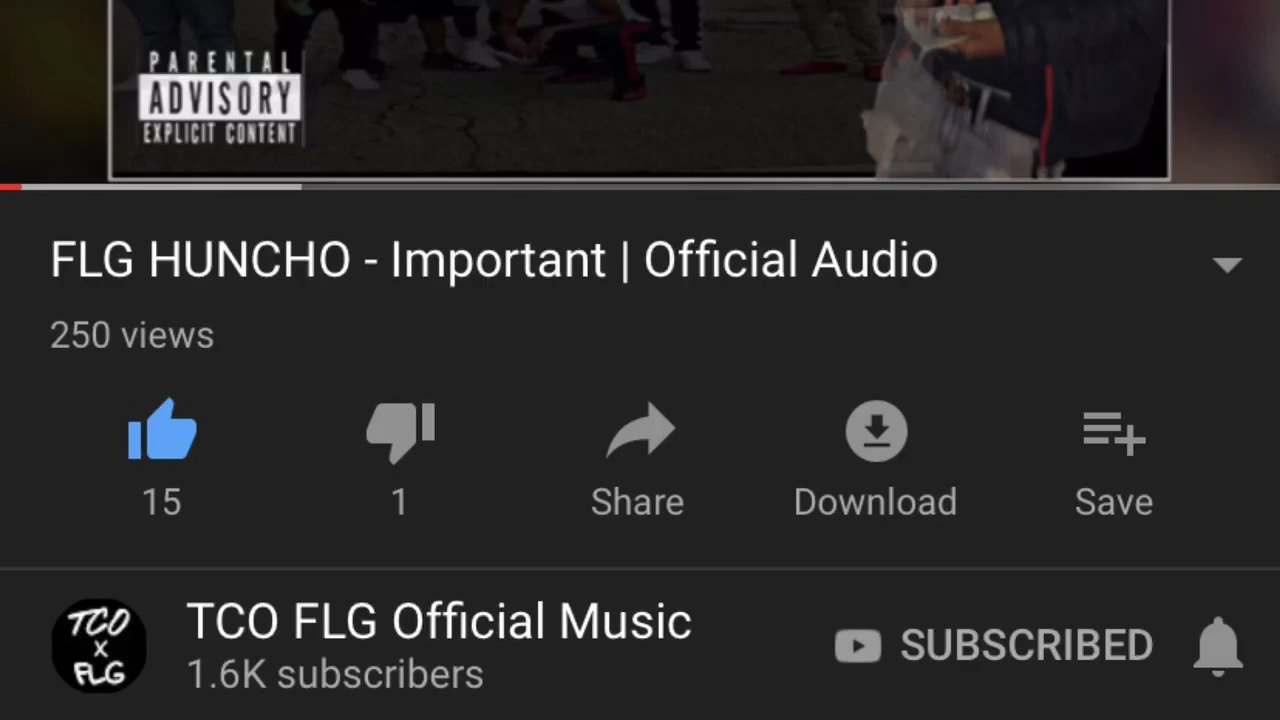 PARENTAL
ADVISORY
EXPLICIT CONTENT
FLG HUNCHO - Important | Official Audio
250 views
15
1
Share
Download
Save
TCO
X
FLG
TCO FLG Official Music
1.6K subscribers
SUBSCRIBED